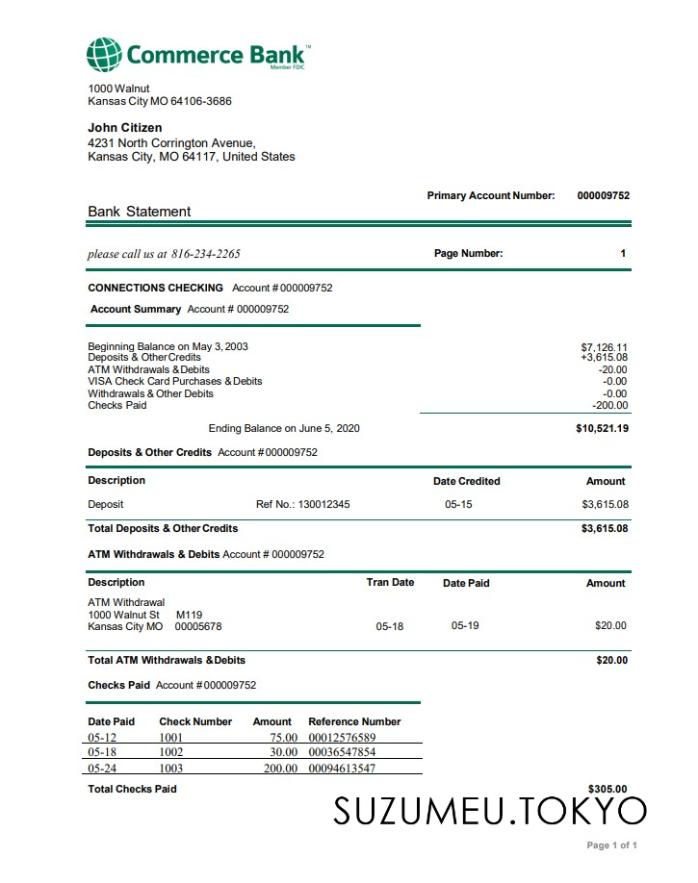 Commerce Bank™
Member FDIC
1000 Walnut
Kansas City MO 64106-3686
John Citizen
4231 North Corrington Avenue,
Kansas City, MO 64117, United States
Primary Account Number: 000009752
Bank Statement
please call us at 816-234-2265 Page Number: 1
CONNECTIONS CHECKING Account # 000009752
Account Summary Account # 000009752
Beginning Balance on May 3, 2003 $7,126.11
Deposits & Other Credits +3,615.08
ATM Withdrawals & Debits -20.00
VISA Check Card Purchases & Debits -0.00
Withdrawals & Other Debits -0.00
Checks Paid -200.00
Ending Balance on June 5, 2020 $10,521.19
Deposits & Other Credits Account # 000009752
Description Date Credited Amount
Deposit Ref No.: 130012345 05-15 $3,615.08
Total Deposits & Other Credits $3,615.08
ATM Withdrawals & Debits Account # 000009752
Description Tran Date Date Paid Amount
ATM Withdrawal
1000 Walnut St M119
Kansas City MO 00005678 05-18 05-19 $20.00
Total ATM Withdrawals & Debits $20.00
Checks Paid Account # 000009752
Date Paid Check Number Amount Reference Number
05-12 1001 75.00 00012576589
05-18 1002 30.00 00036547854
05-24 1003 200.00 00094613547
Total Checks Paid $305.00
SUZUMEU.TOKYO
Page 1 of 1